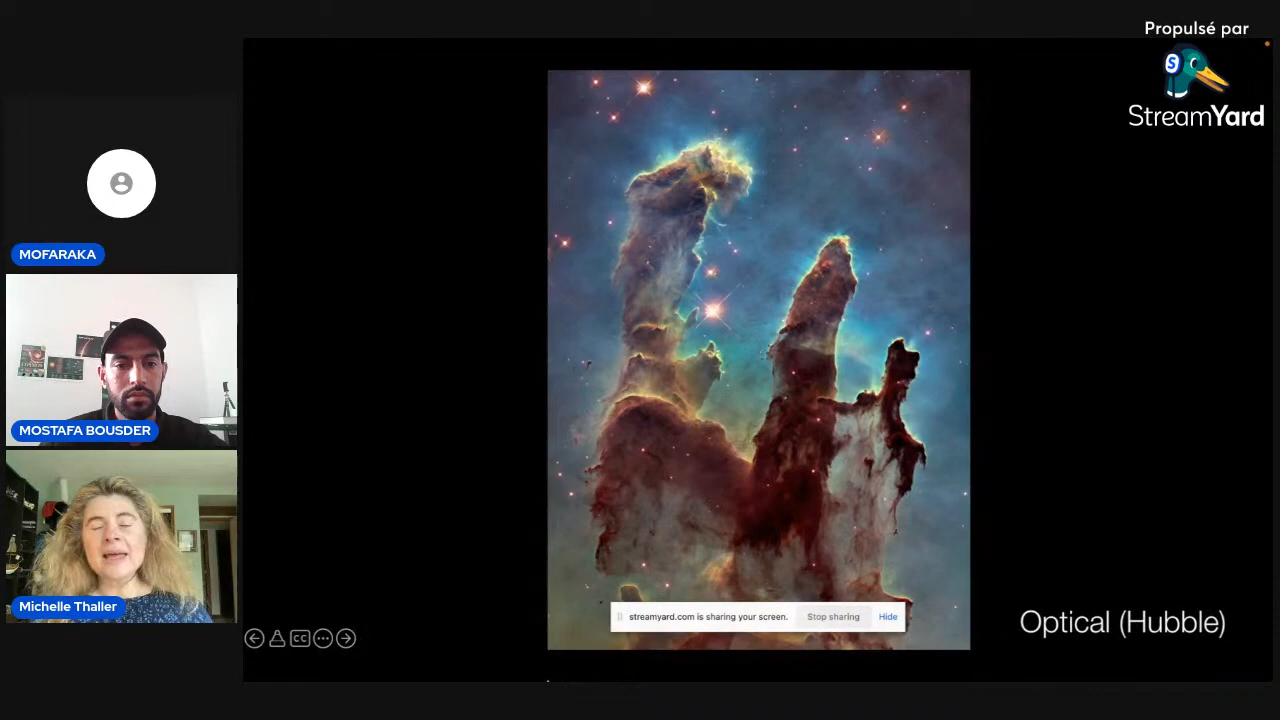 Propulsé par
StreamYard
MOFARAKA
MOSTAFA BOUSDER
Michelle Thaller
streamyard.com is sharing your screen. Stop sharing Hide
Optical (Hubble)
CC